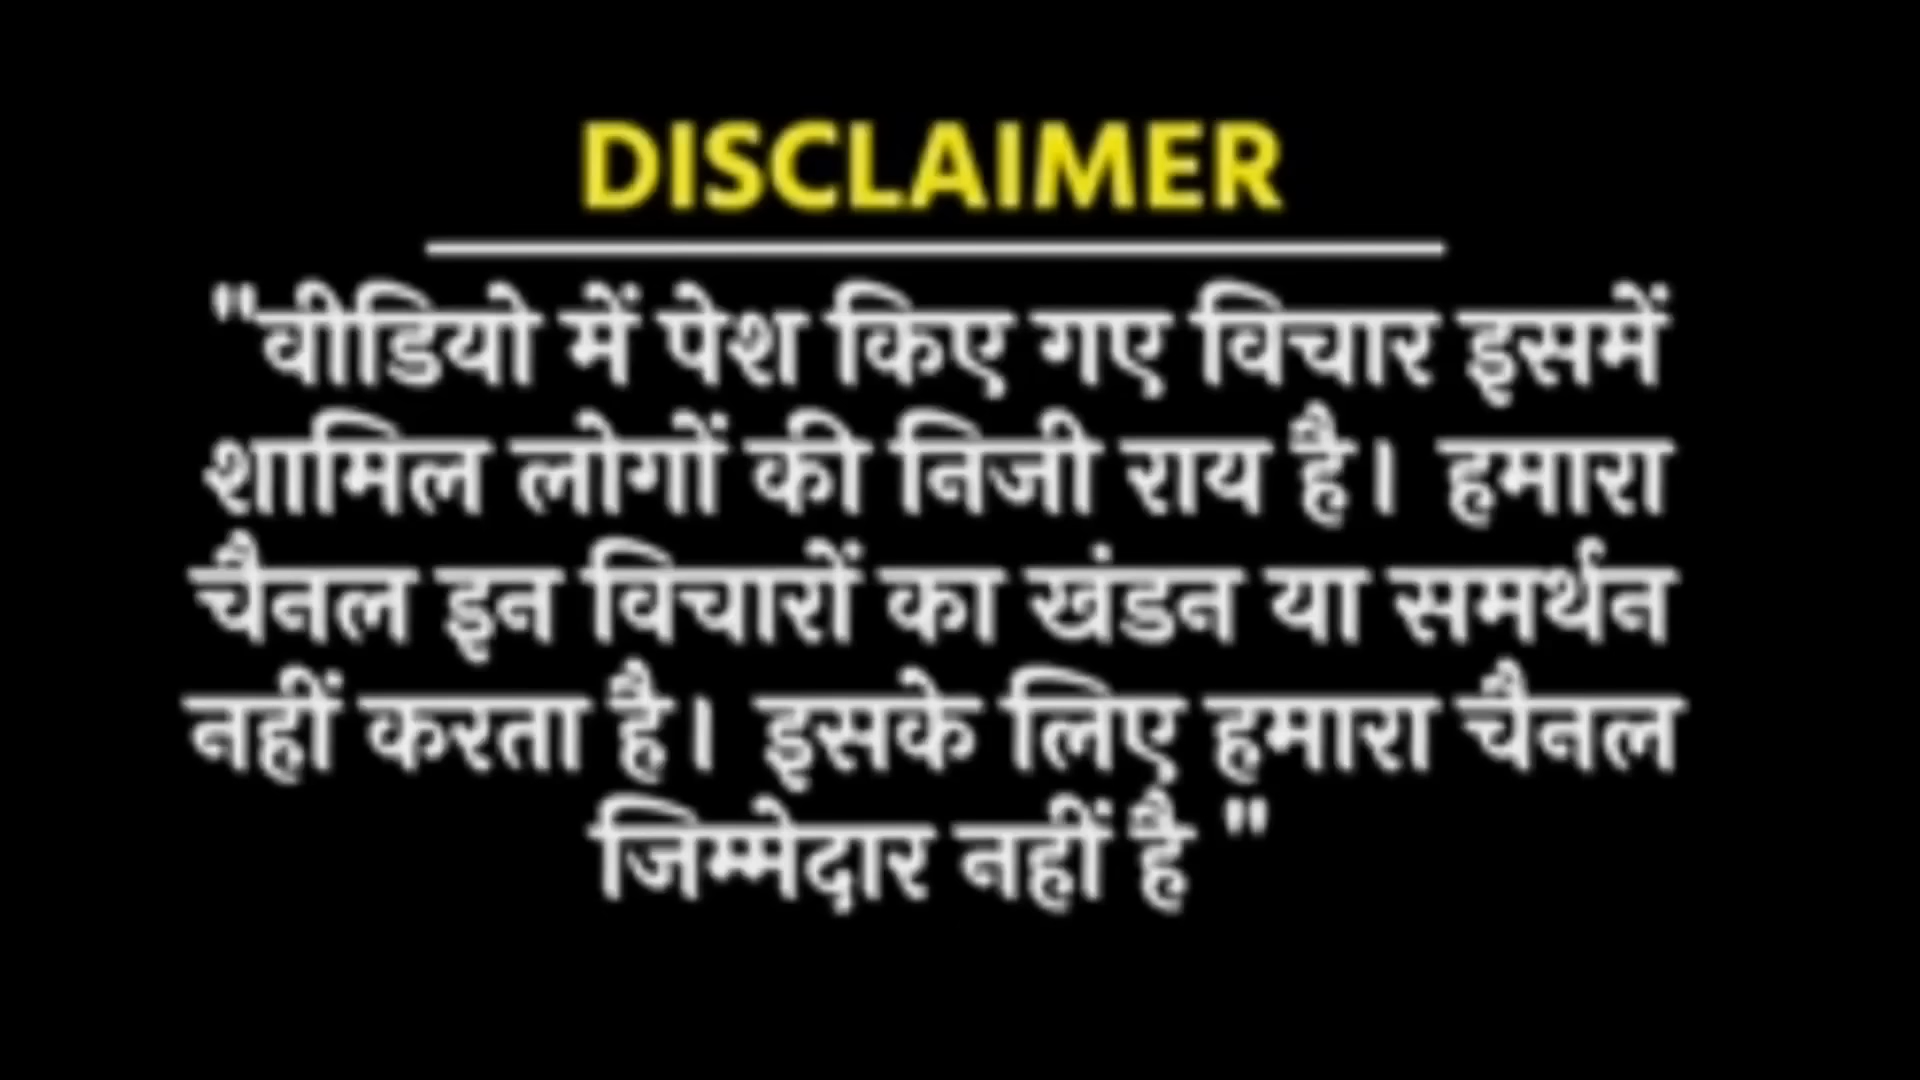 DISCLAIMER
"वीडियो में पेश किए गए विचार इसमें
शामिल लोगों की निजी राय है। हमारा
चैनल इन विचारों का खंडन या समर्थन
नहीं करता है। इसके लिए हमारा चैनल
जिम्मेदार नहीं है "